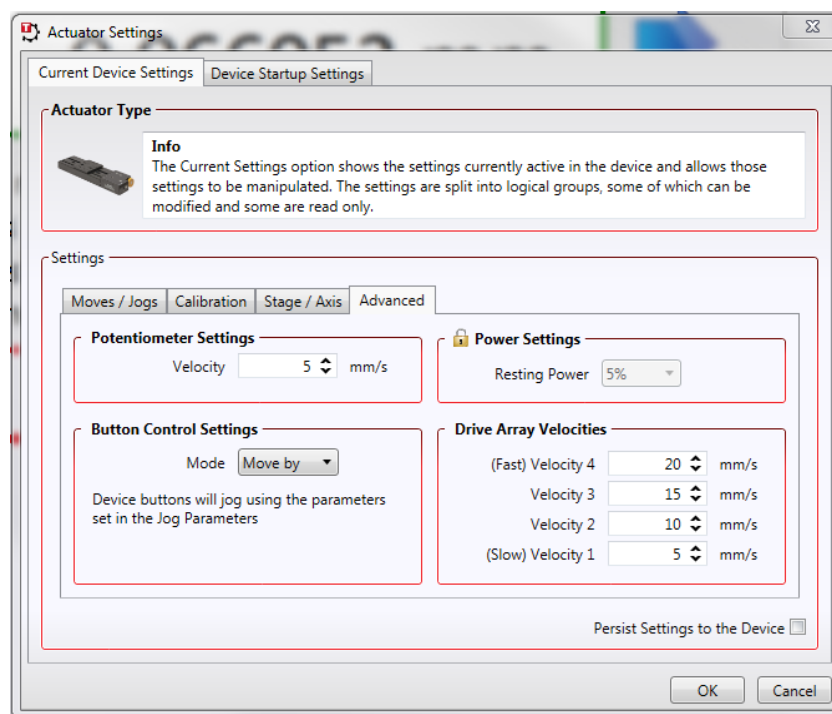 Actuator Settings
Current Device Settings
Device Startup Settings
Actuator Type
Info
The Current Settings option shows the settings currently active in the device and allows those
settings to be manipulated. The settings are split into logical groups, some of which can be
modified and some are read only.
Settings
Moves / Jogs
Calibration
Stage / Axis
Advanced
Potentiometer Settings
Velocity 5 mm/s
Power Settings
Resting Power 5%
Button Control Settings
Mode Move by
Device buttons will jog using the parameters
set in the Jog Parameters
Drive Array Velocities
(Fast) Velocity 4 20 mm/s
Velocity 3 15 mm/s
Velocity 2 10 mm/s
(Slow) Velocity 1 5 mm/s
Persist Settings to the Device
OK
Cancel